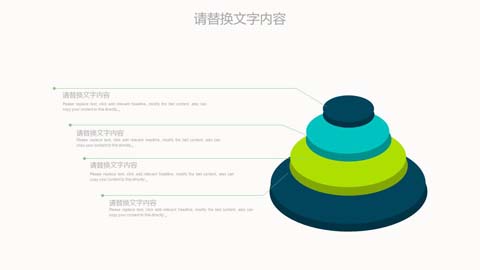 请替换文字内容
请替换文字内容
Please replace text, click add relevant headline, modify the text content, also can
copy your content to this directly.
请替换文字内容
Please replace text, click add relevant headline, modify the text content, also can
copy your content to this directly.
请替换文字内容
Please replace text, click add relevant headline, modify the text content, also can
copy your content to this directly.
请替换文字内容
Please replace text, click add relevant headline, modify the text content, also can
copy your content to this directly.